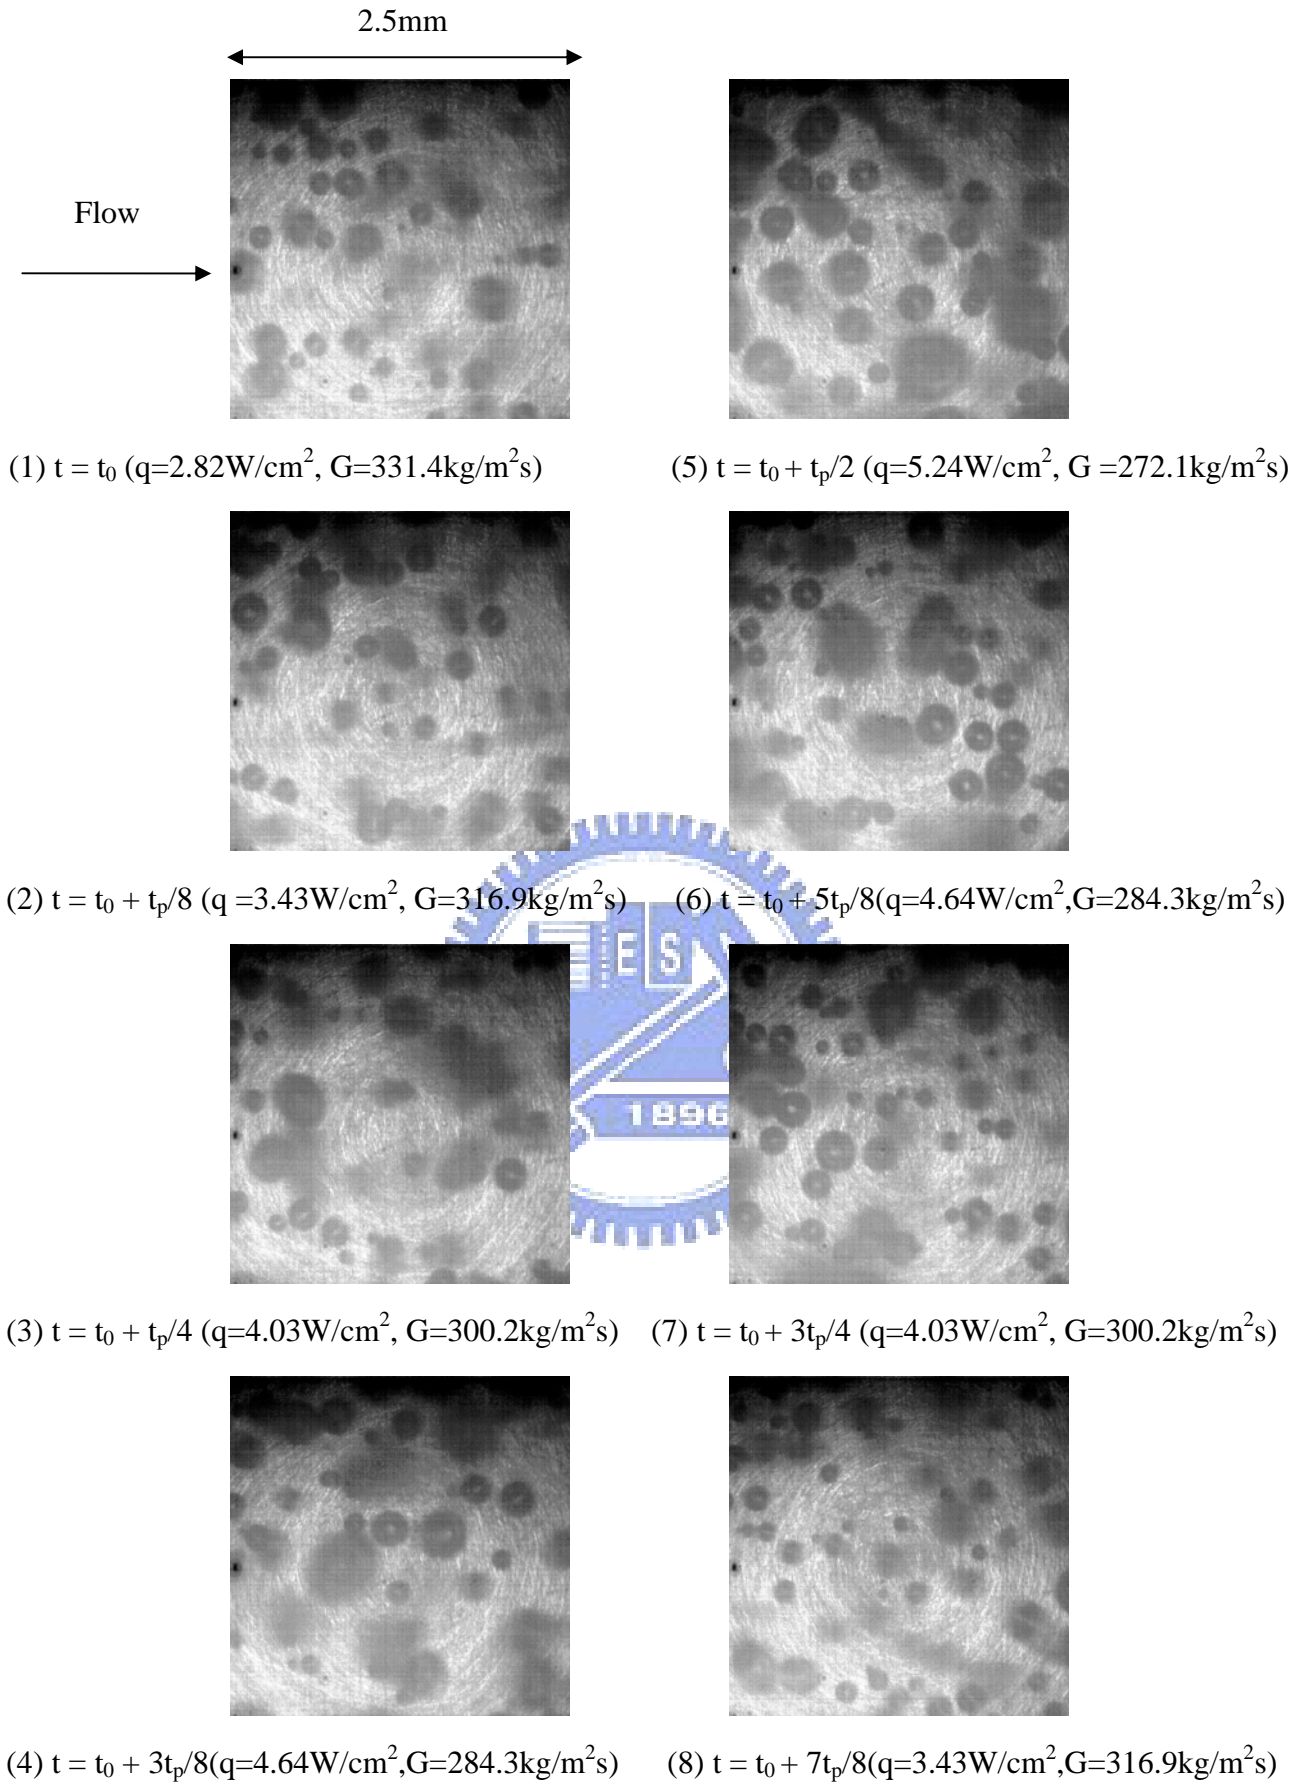 2.5mm
Flow
(1) t = t₀ (q=2.82W/cm², G=331.4kg/m²s)
(5) t = t₀ + tₚ/2 (q=5.24W/cm², G =272.1kg/m²s)
(2) t = t₀ + tₚ/8 (q =3.43W/cm², G=316.9kg/m²s)
(6) t = t₀ + 5tₚ/8(q=4.64W/cm²,G=284.3kg/m²s)
ES
1896
(3) t = t₀ + tₚ/4 (q=4.03W/cm², G=300.2kg/m²s)
(7) t = t₀ + 3tₚ/4 (q=4.03W/cm², G=300.2kg/m²s)
(4) t = t₀ + 3tₚ/8(q=4.64W/cm²,G=284.3kg/m²s)
(8) t = t₀ + 7tₚ/8(q=3.43W/cm²,G=316.9kg/m²s)